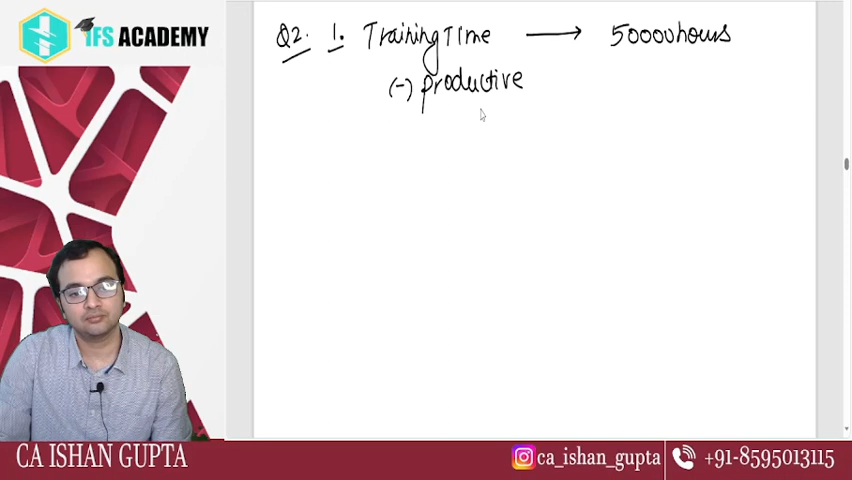 IFS ACADEMY
Q2. 1. Training Time → 50000 hours
(-) Productive
CA ISHAN GUPTA
ca_ishan_gupta
+91-8595013115